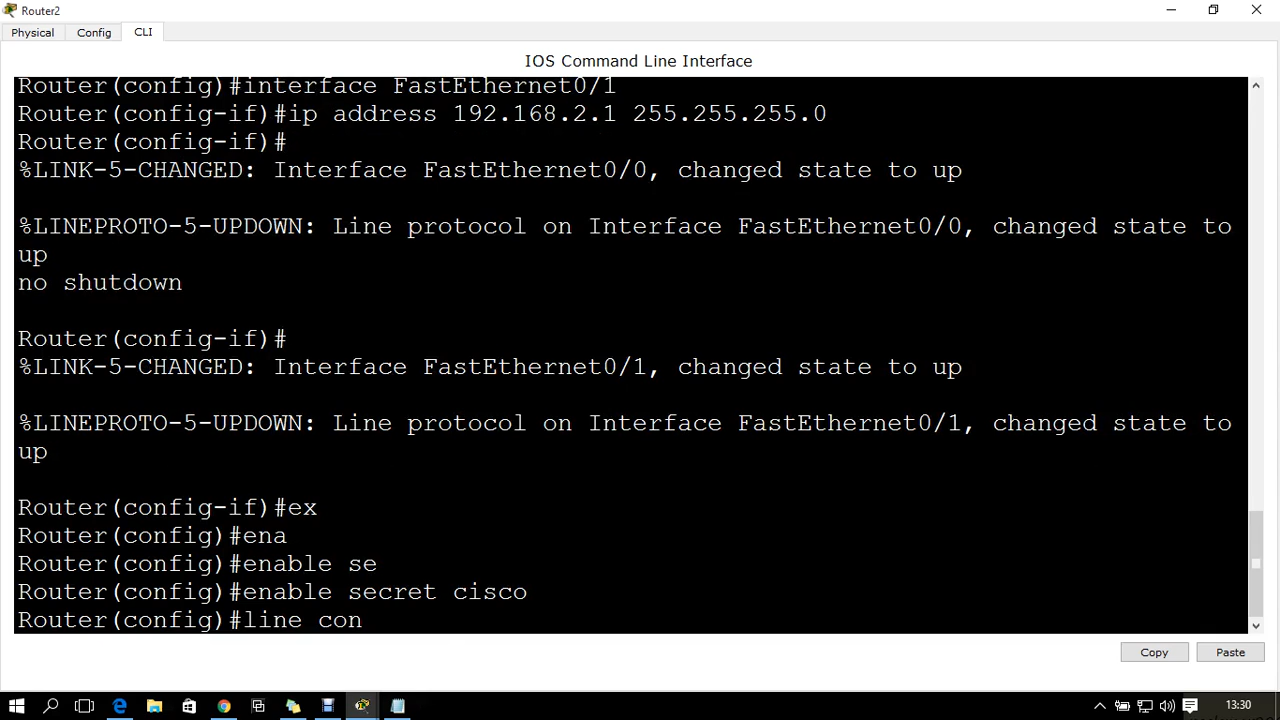 Router2
Physical Config CLI
IOS Command Line Interface
Router(config)#interface FastEthernet0/1
Router(config-if)#ip address 192.168.2.1 255.255.255.0
Router(config-if)#
%LINK-5-CHANGED: Interface FastEthernet0/0, changed state to up
%LINEPROTO-5-UPDOWN: Line protocol on Interface FastEthernet0/0, changed state to
up
no shutdown
Router(config-if)#
%LINK-5-CHANGED: Interface FastEthernet0/1, changed state to up
%LINEPROTO-5-UPDOWN: Line protocol on Interface FastEthernet0/1, changed state to
up
Router(config-if)#ex
Router(config)#ena
Router(config)#enable se
Router(config)#enable secret cisco
Router(config)#line con
Copy Paste
13:30